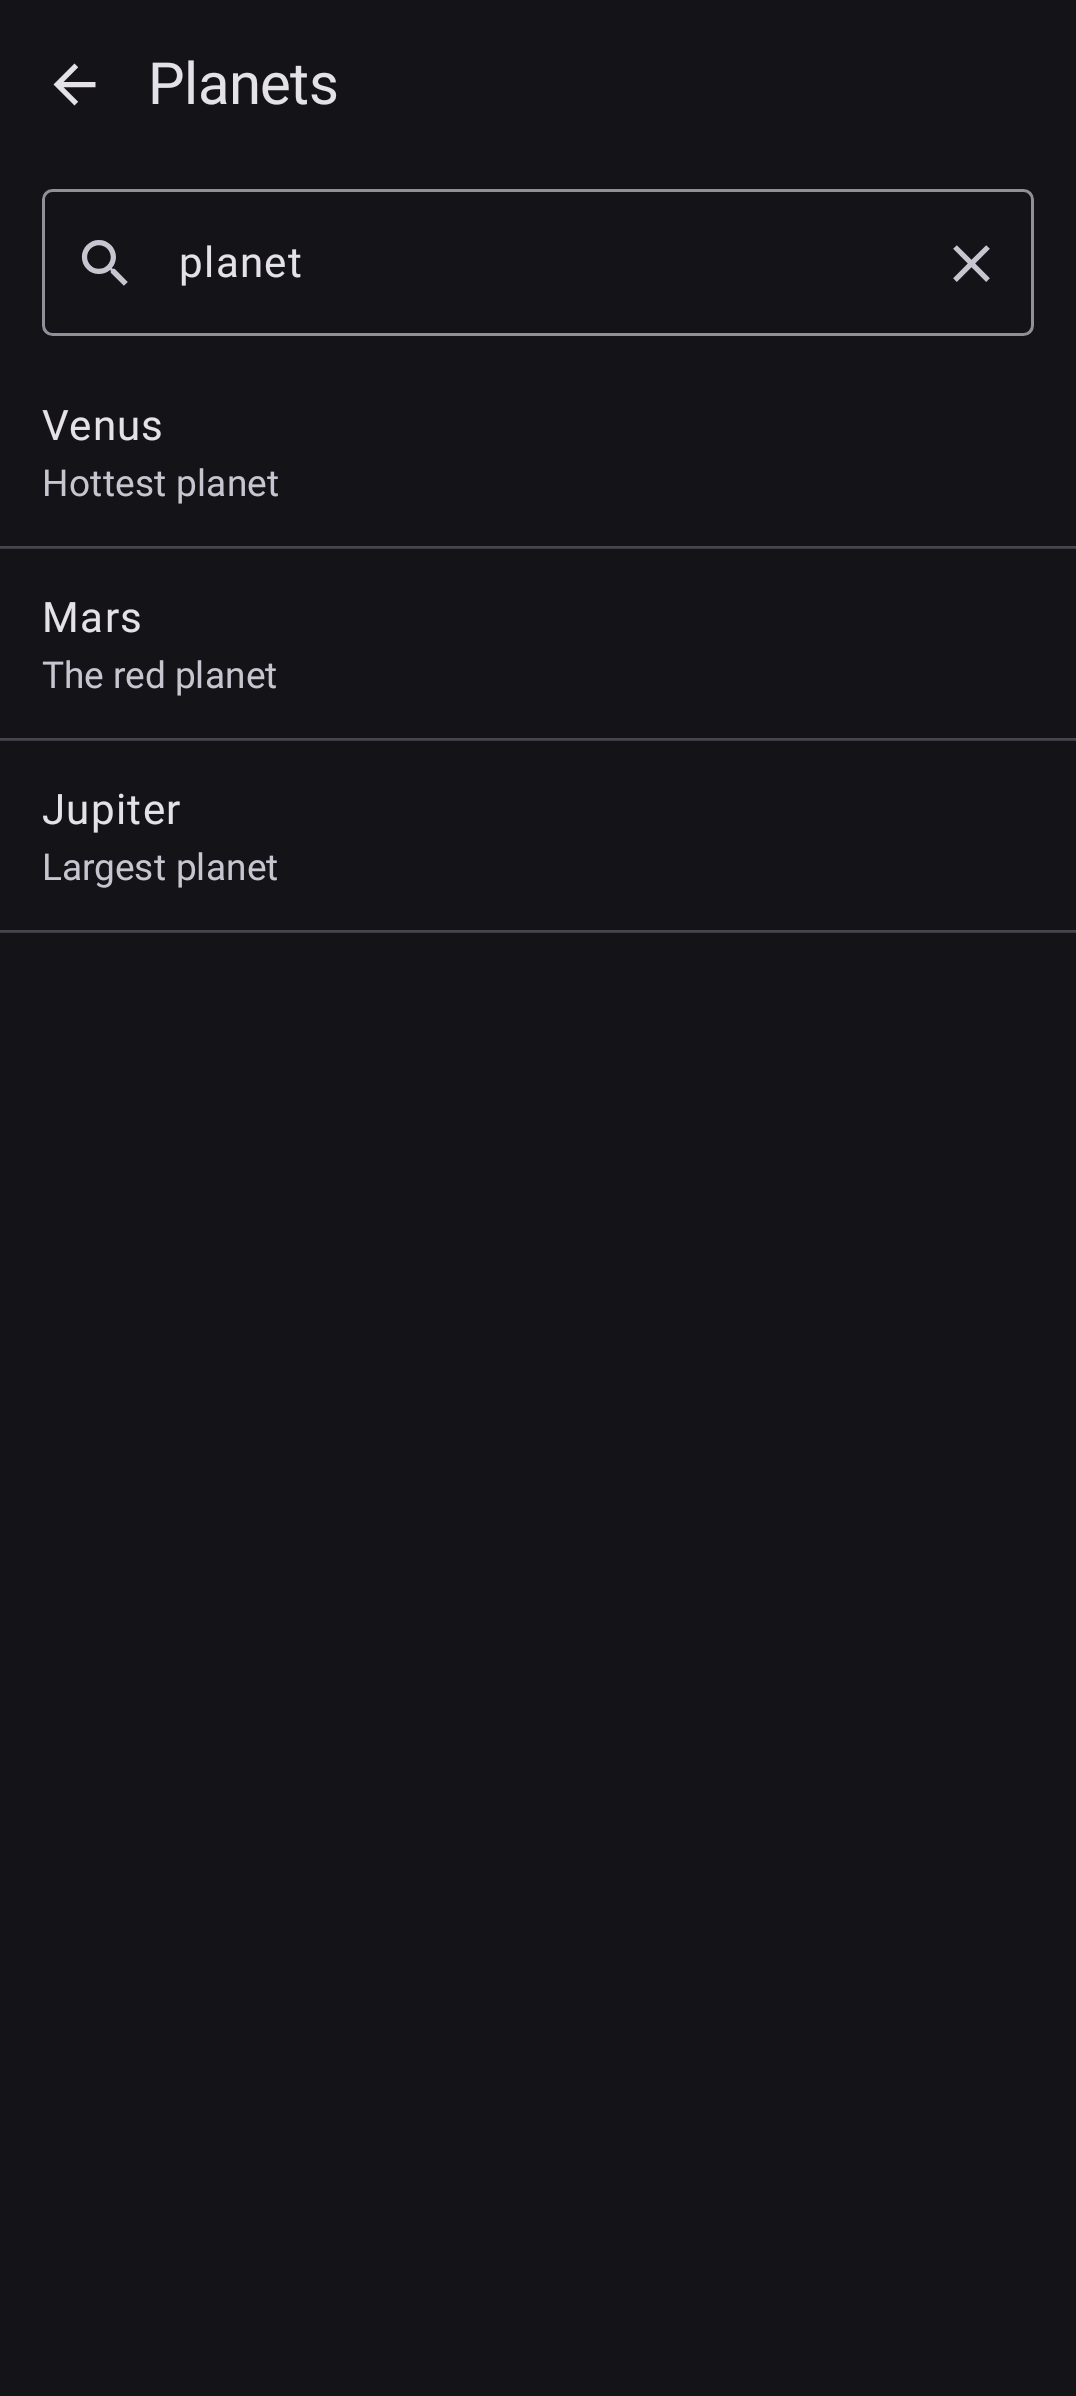 Planets
planet
Venus
Hottest planet
Mars
The red planet
Jupiter
Largest planet